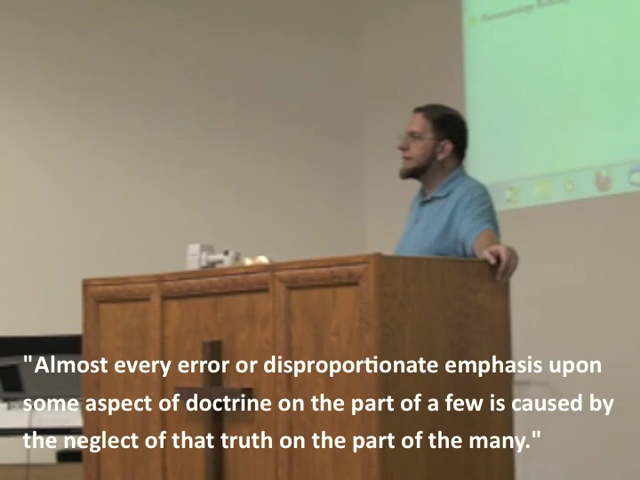 "Almost every error or disproportionate emphasis upon
some aspect of doctrine on the part of a few is caused by
the neglect of that truth on the part of the many."